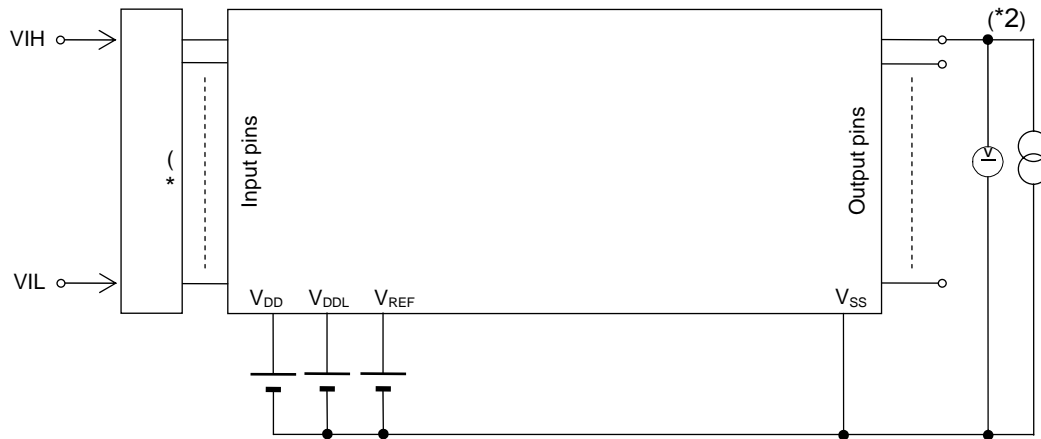 (*2)
VIH
(
*
Input pins
Output pins
V
VIL
VDD
VDDL
VREF
VSS